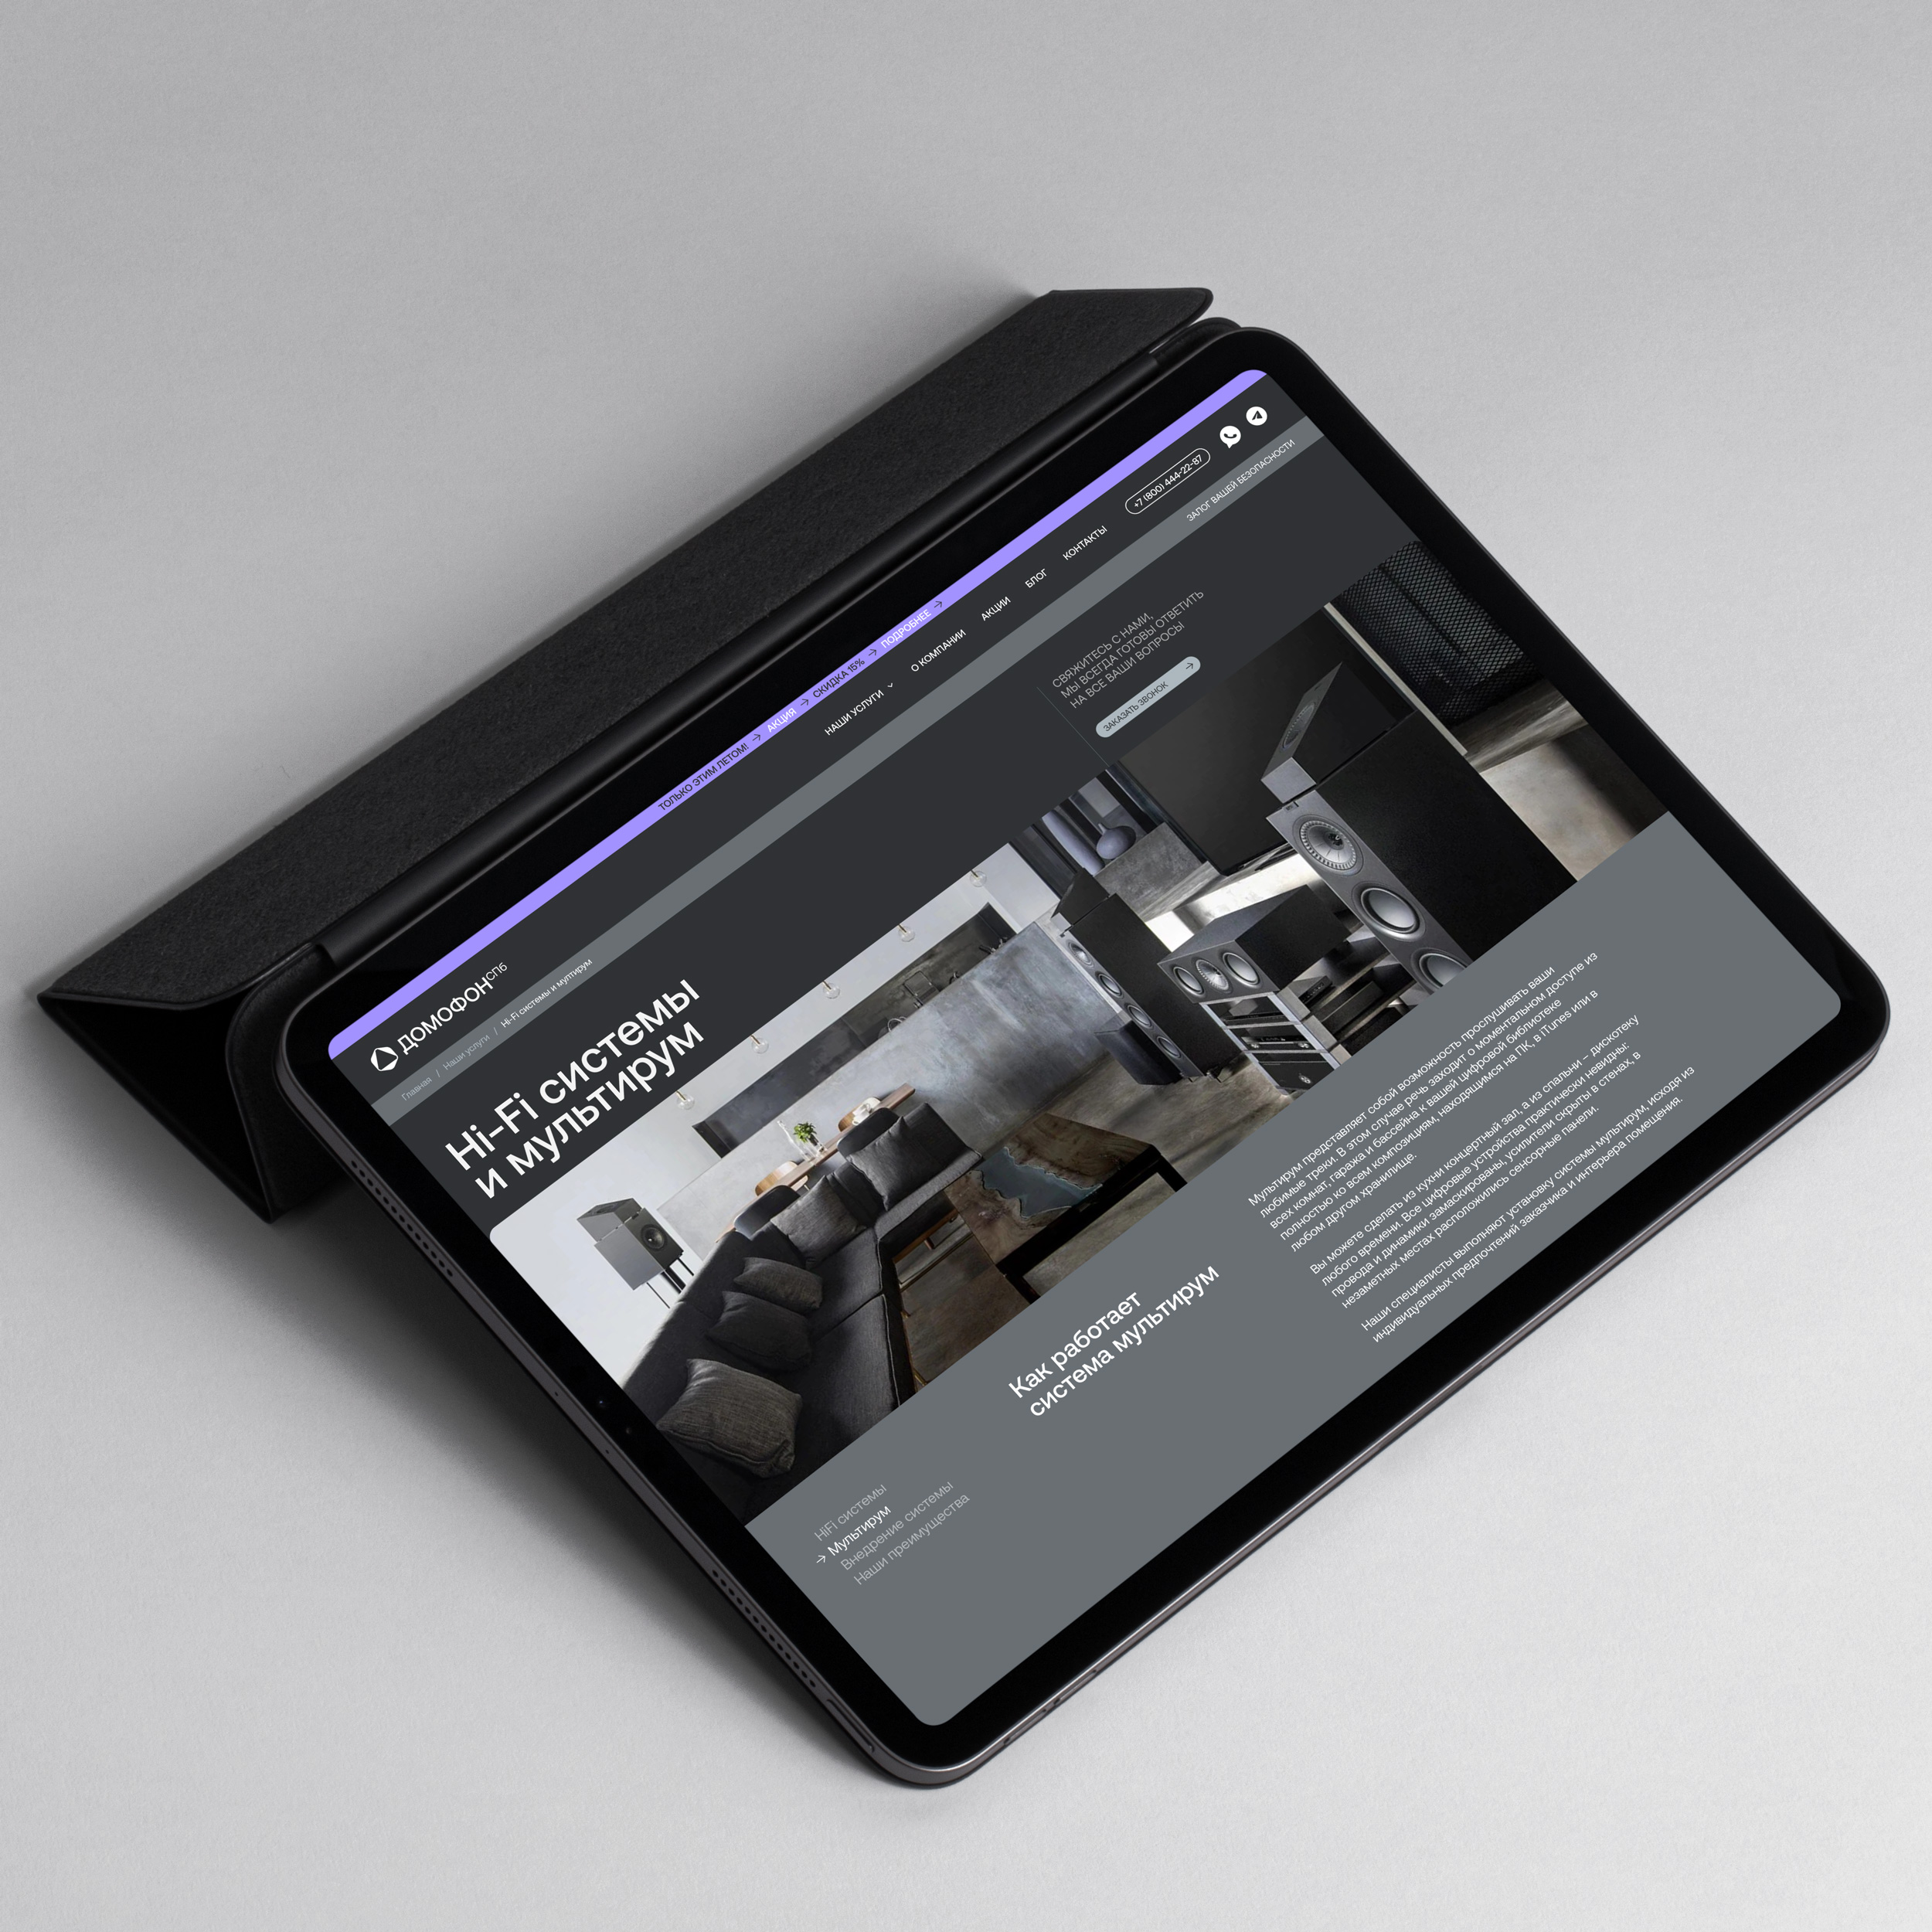 ТОЛЬКО ЭТИМ ЛЕТОМ! → АКЦИЯ → СКИДКА 15% → ПОДРОБНЕЕ →
ДОМОФОНСПб
НАШИ УСЛУГИ
О КОМПАНИИ
АКЦИИ
БЛОГ
КОНТАКТЫ
+7 (800) 444-22-87
Главная / Наши услуги / Hi-Fi системы и мултирум
ЗАЛОГ ВАШЕЙ БЕЗОПАСНОСТИ
Hi-Fi системы
и мультирум
СВЯЖИТЕСЬ С НАМИ,
МЫ ВСЕГДА ГОТОВЫ ОТВЕТИТЬ
НА ВСЕ ВАШИ ВОПРОСЫ
ЗАКАЗАТЬ ЗВОНОК →
HiFi системы
→ Мультирум
Внедрение системы
Наши преимущества
Как работает
система мультирум
Мультирум представляет собой возможность прослушивать ваши
любимые треки. В этом случае речь заходит о моментальном доступе из
всех комнат, гаража и бассейна к вашей цифровой библиотеке
полностью ко всем композициям, находящимся на ПК, в iTunes или в
любом другом хранилище.
Вы можете сделать из кухни концертный зал, а из спальни – дискотеку
любого времени. Все цифровые устройства практически невидны:
провода и динамики замаскированы, усилители скрыты в стенах, в
незаметных местах расположились сенсорные панели.
Наши специалисты выполняют установку системы мультирум, исходя из
индивидуальных предпочтений заказчика и интерьера помещения.